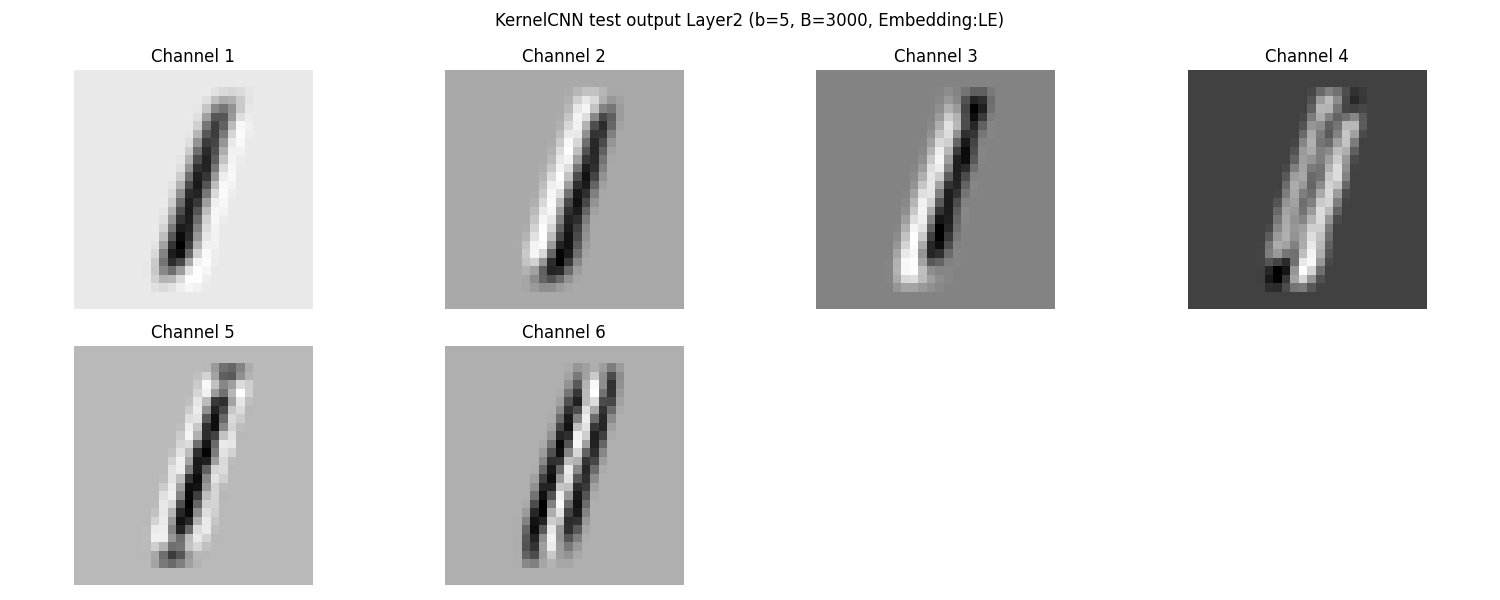 KernelCNN test output Layer2 (b=5, B=3000, Embedding:LE)
Channel 1
Channel 2
Channel 3
Channel 4
Channel 5
Channel 6